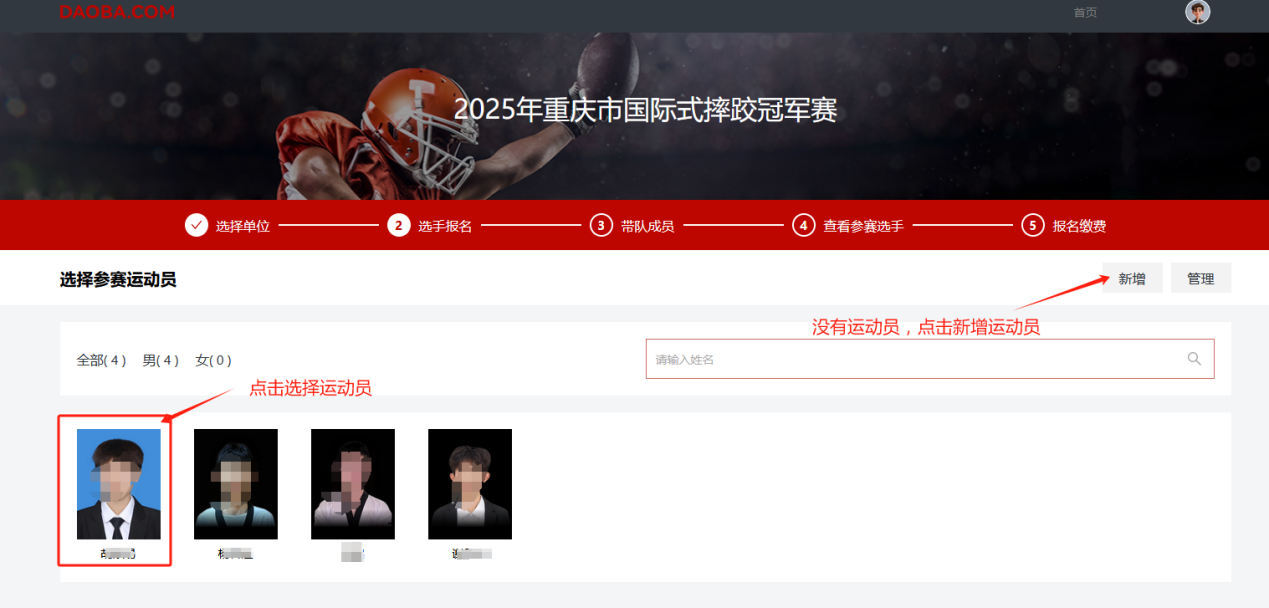 DAOBA.COM
首页
2025年重庆市国际式摔跤冠军赛
选择单位
2 选手报名
3 带队成员
4 查看参赛选手
5 报名缴费
选择参赛运动员
新增
管理
没有运动员，点击新增运动员
全部( 4 ) 男( 4 ) 女( 0 )
请输入姓名
点击选择运动员